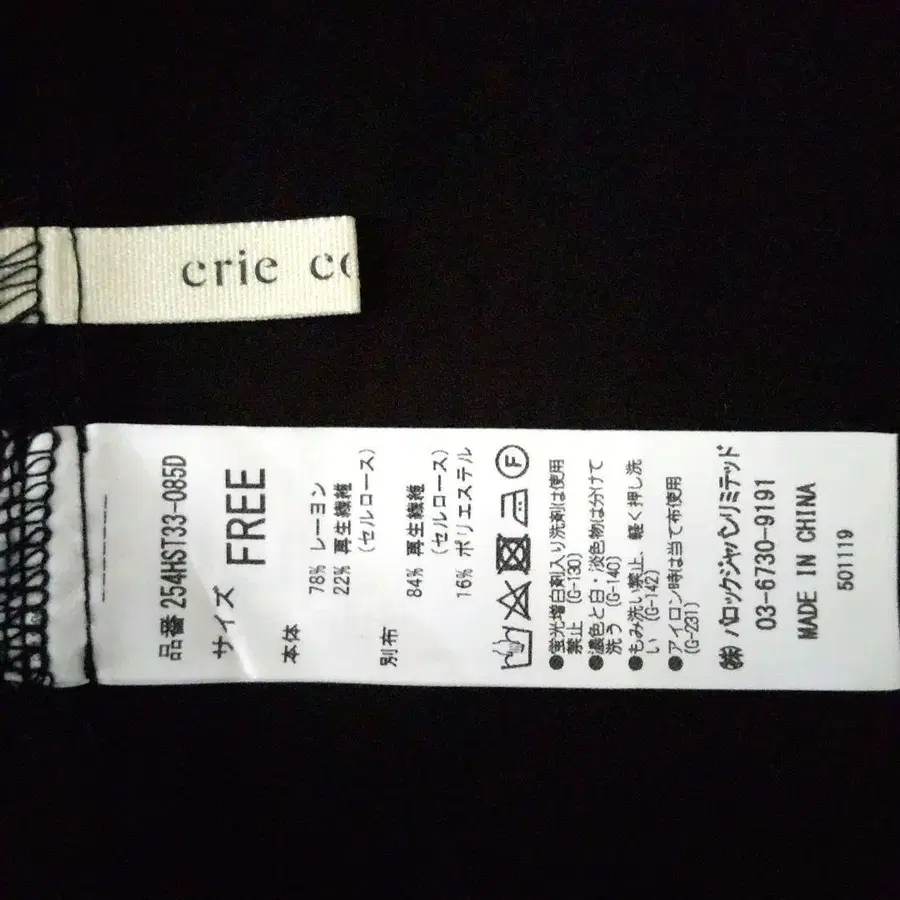 crie
品番 254HST33-085D
サイズ
FREE
本体
78% レーヨン
22% 再生繊維
(セルロース)
別布
84% 再生繊維
(セルロース)
16% ポリエステル
F
●蛍光増白剤入り洗剤は使用
禁止 (G-130)
●濃色と白・淡色物は分けて
洗う (G-140)
●もみ洗い禁止、軽く押し洗
い (G-142)
●アイロン時は当て布使用
(G-231)
㈱バロックジャパンリミテッド
03-6730-9191
MADE IN CHINA
501119